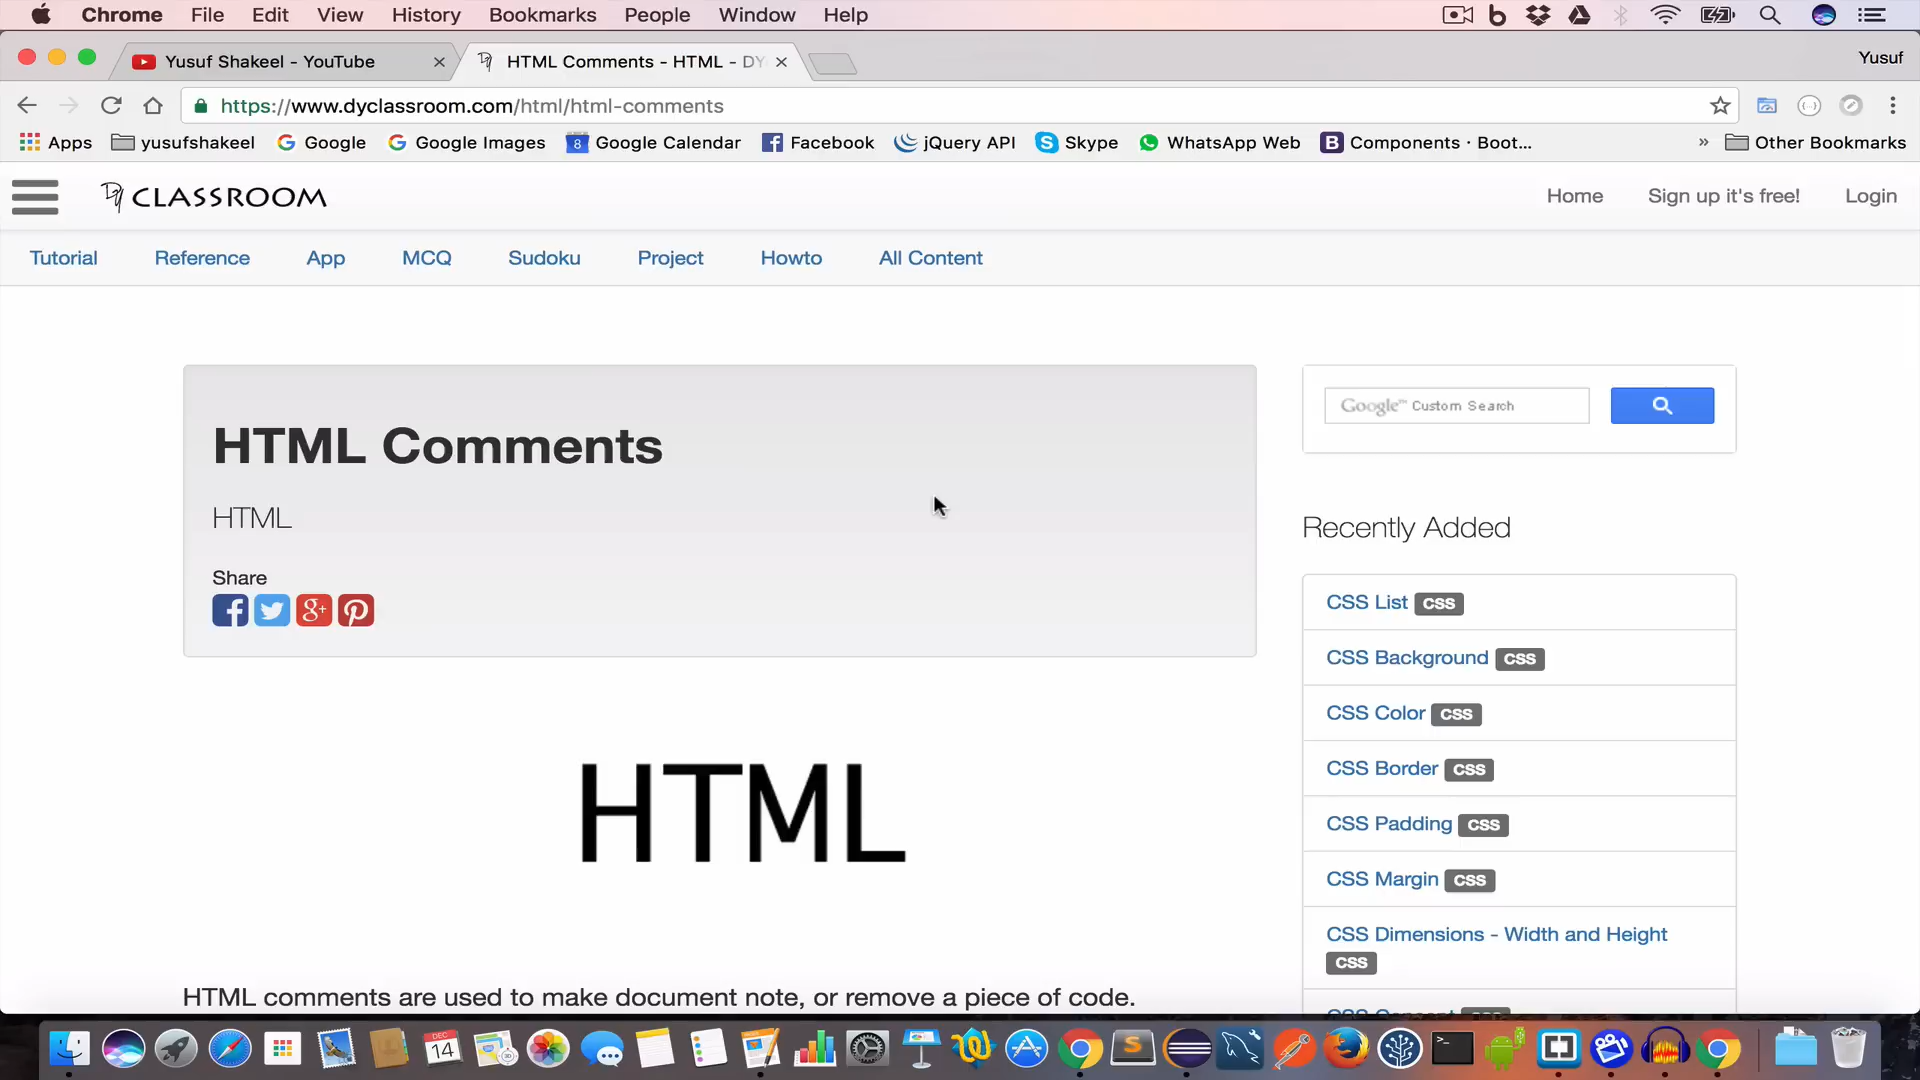 Chrome File Edit View History Bookmarks People Window Help
Yusuf Shakeel - YouTube
HTML Comments - HTML - DY
Yusuf
https://www.dyclassroom.com/html/html-comments
Apps yusufshakeel Google Google Images 8 Google Calendar Facebook jQuery API Skype WhatsApp Web B Components · Boot... » Other Bookmarks
DY CLASSROOM
Home Sign up it's free! Login
Tutorial Reference App MCQ Sudoku Project Howto All Content
HTML Comments
HTML
Share
Google™ Custom Search
Recently Added
CSS List CSS
CSS Background CSS
CSS Color CSS
CSS Border CSS
CSS Padding CSS
CSS Margin CSS
CSS Dimensions - Width and Height
CSS
HTML
HTML comments are used to make document note, or remove a piece of code.
DEC
14